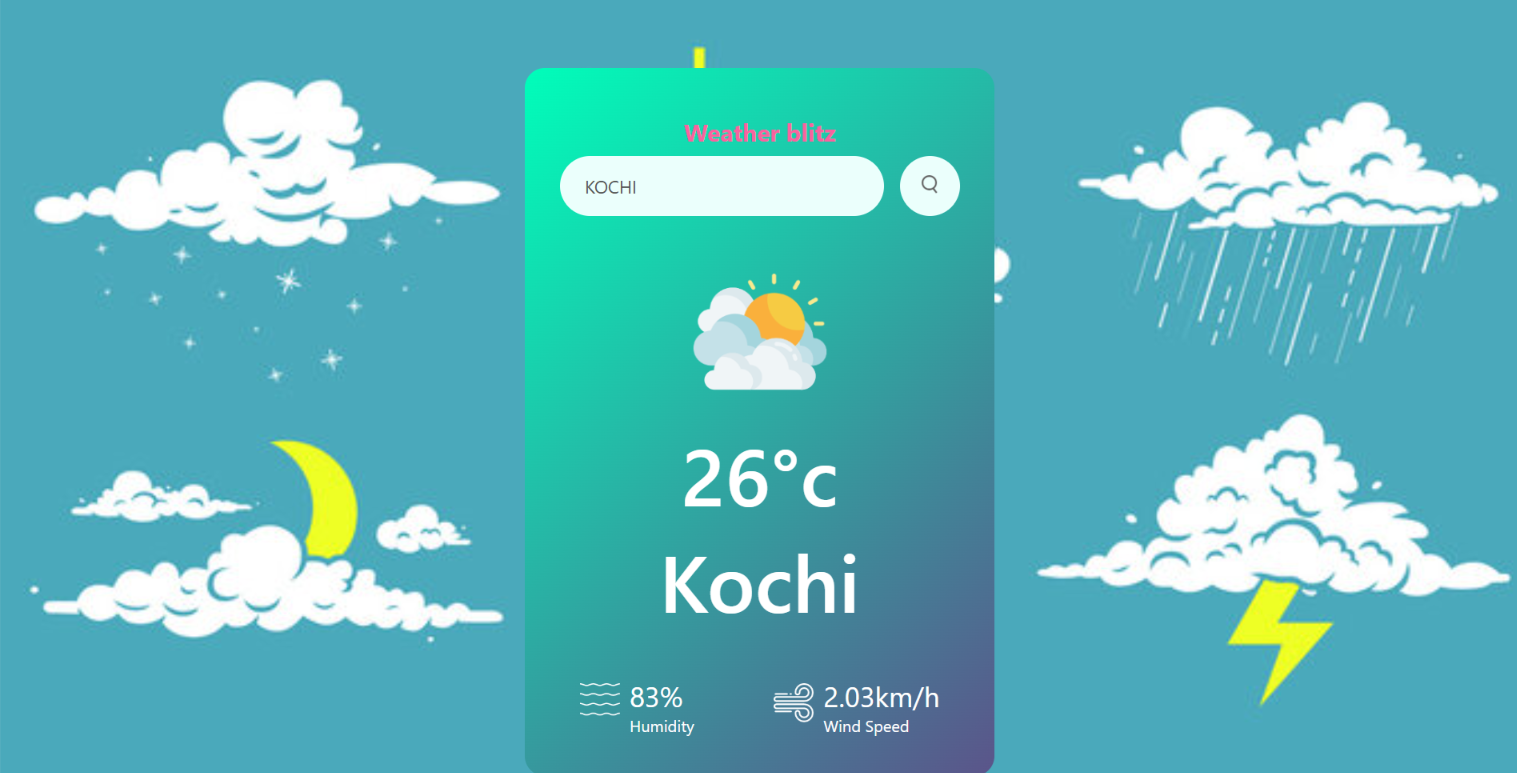 Weather blitz
KOCHI
26°c
Kochi
83%
Humidity
2.03km/h
Wind Speed